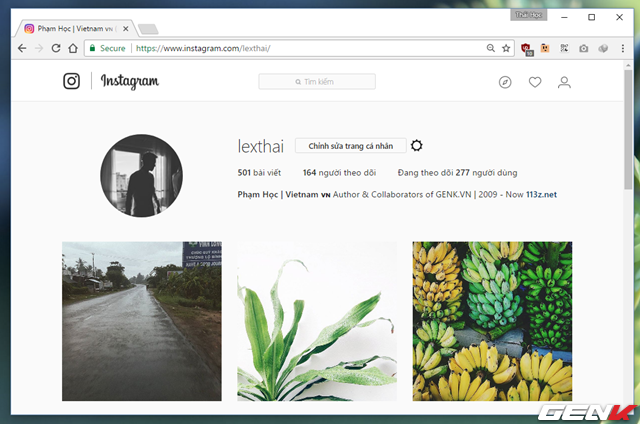 Thái Học
Phạm Học | Vietnam VN (
Secure | https://www.instagram.com/lexthai/
Instagram
Tìm kiếm
lexthai
Chỉnh sửa trang cá nhân
501 bài viết 164 người theo dõi Đang theo dõi 277 người dùng
Phạm Học | Vietnam VN Author & Collaborators of GENK.VN | 2009 - Now 113z.net
GENK